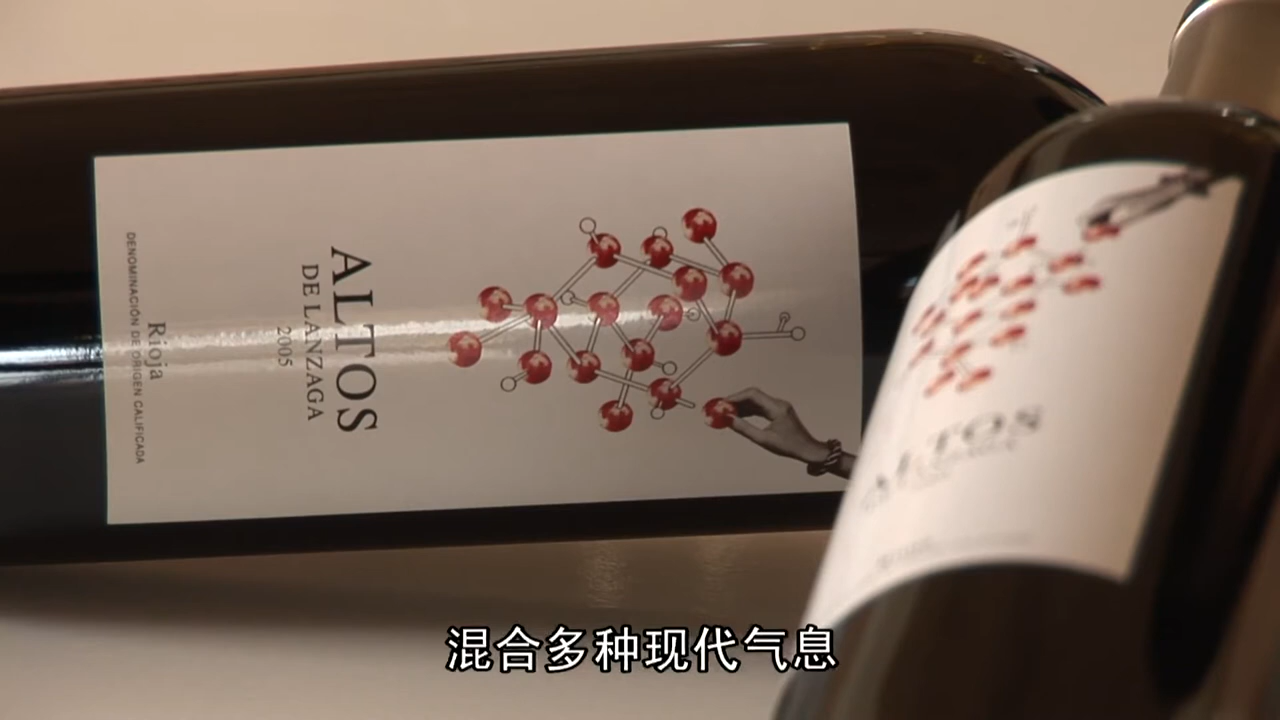 ALTOS
DE LANZAGA
2005
Rioja
DENOMINACIÓN DE ORIGEN CALIFICADA
ALTOS
混合多种现代气息